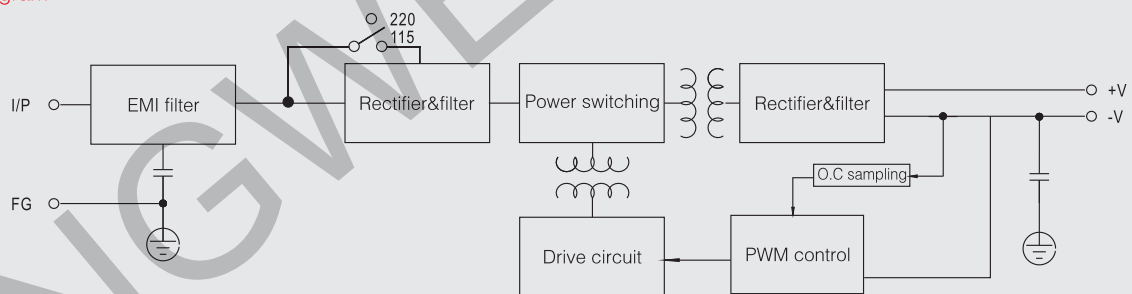 220
115
I/P
EMI filter
Rectifier&filter
Power switching
Rectifier&filter
+V
-V
O.C sampling
FG
Drive circuit
PWM control